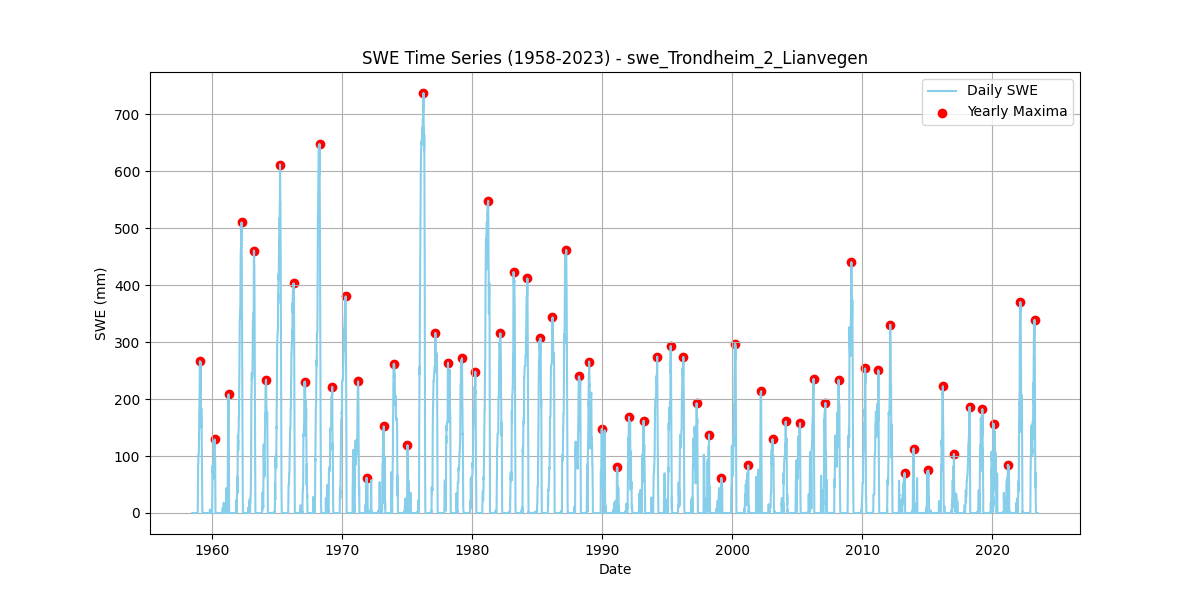 SWE Time Series (1958-2023) - swe_Trondheim_2_Lianvegen
Daily SWE
Yearly Maxima
SWE (mm)
700
600
500
400
300
200
100
0
1960 1970 1980 1990 2000 2010 2020
Date